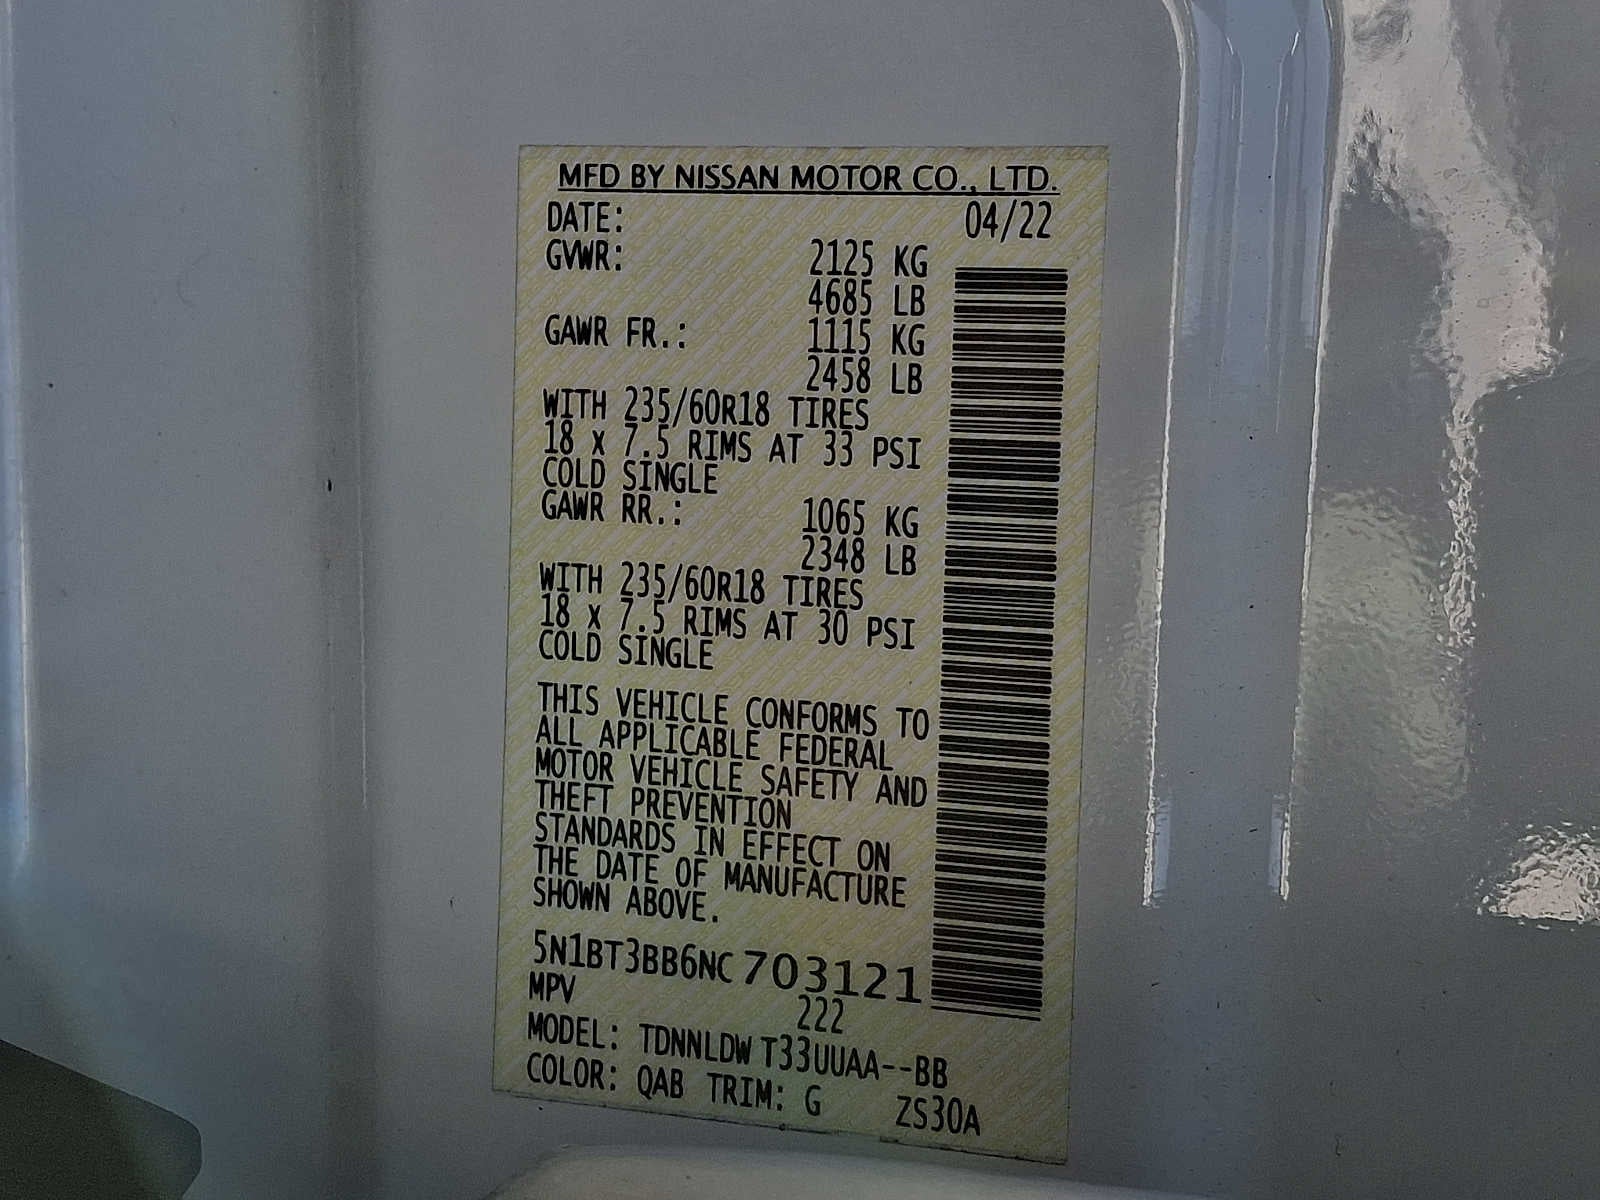 MFD BY NISSAN MOTOR CO., LTD.
DATE: 04/22
GVWR: 2125 KG
4685 LB
GAWR FR.: 1115 KG
2458 LB
WITH 235/60R18 TIRES
18 X 7.5 RIMS AT 33 PSI
COLD SINGLE
GAWR RR.: 1065 KG
2348 LB
WITH 235/60R18 TIRES
18 X 7.5 RIMS AT 30 PSI
COLD SINGLE
THIS VEHICLE CONFORMS TO
ALL APPLICABLE FEDERAL
MOTOR VEHICLE SAFETY AND
THEFT PREVENTION
STANDARDS IN EFFECT ON
THE DATE OF MANUFACTURE
SHOWN ABOVE.
5N1BT3BB6NC703121
MPV 222
MODEL: TDNNLDWT33UUAA--BB
COLOR: QAB TRIM: G ZS30A